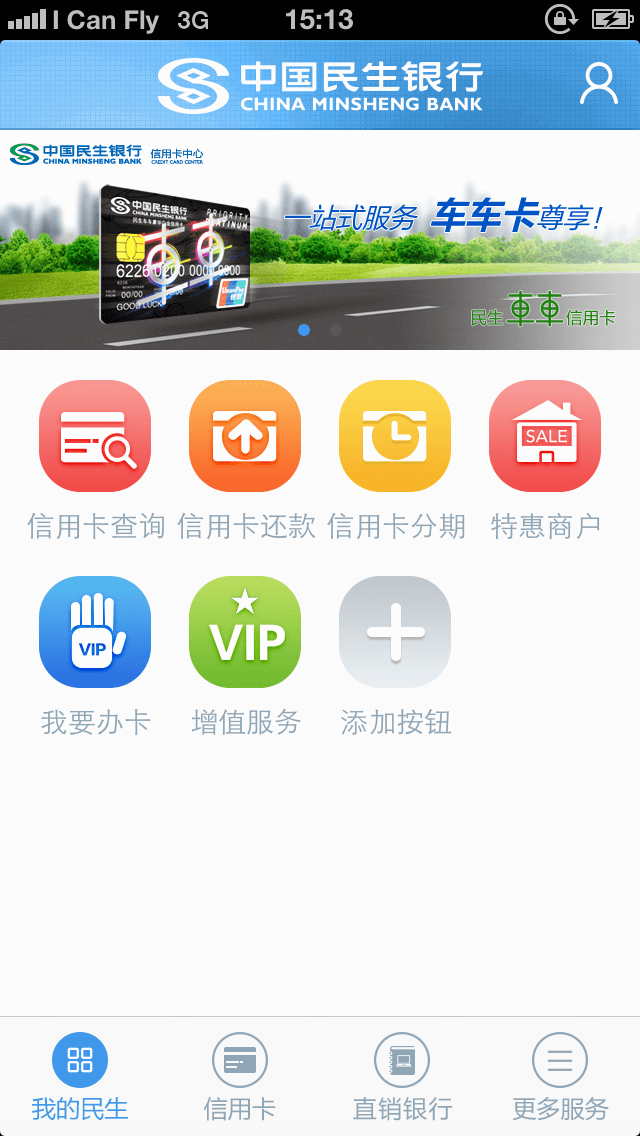 I Can Fly 3G 15:13
中国民生银行
CHINA MINSHENG BANK
中国民生银行 信用卡中心
CHINA MINSHENG BANK CREDIT CARD CENTER
中国民生银行
CHINA MINSHENG BANK
PRIORITY
PLATINUM
一站式服务 车车卡尊享!
6226 0200 0000 0000
00/00
GOOD LUCK
UnionPay
银联
民生車車信用卡
SALE
信用卡查询 信用卡还款 信用卡分期 特惠商户
VIP VIP
我要办卡 增值服务 添加按钮
我的民生 信用卡 直销银行 更多服务